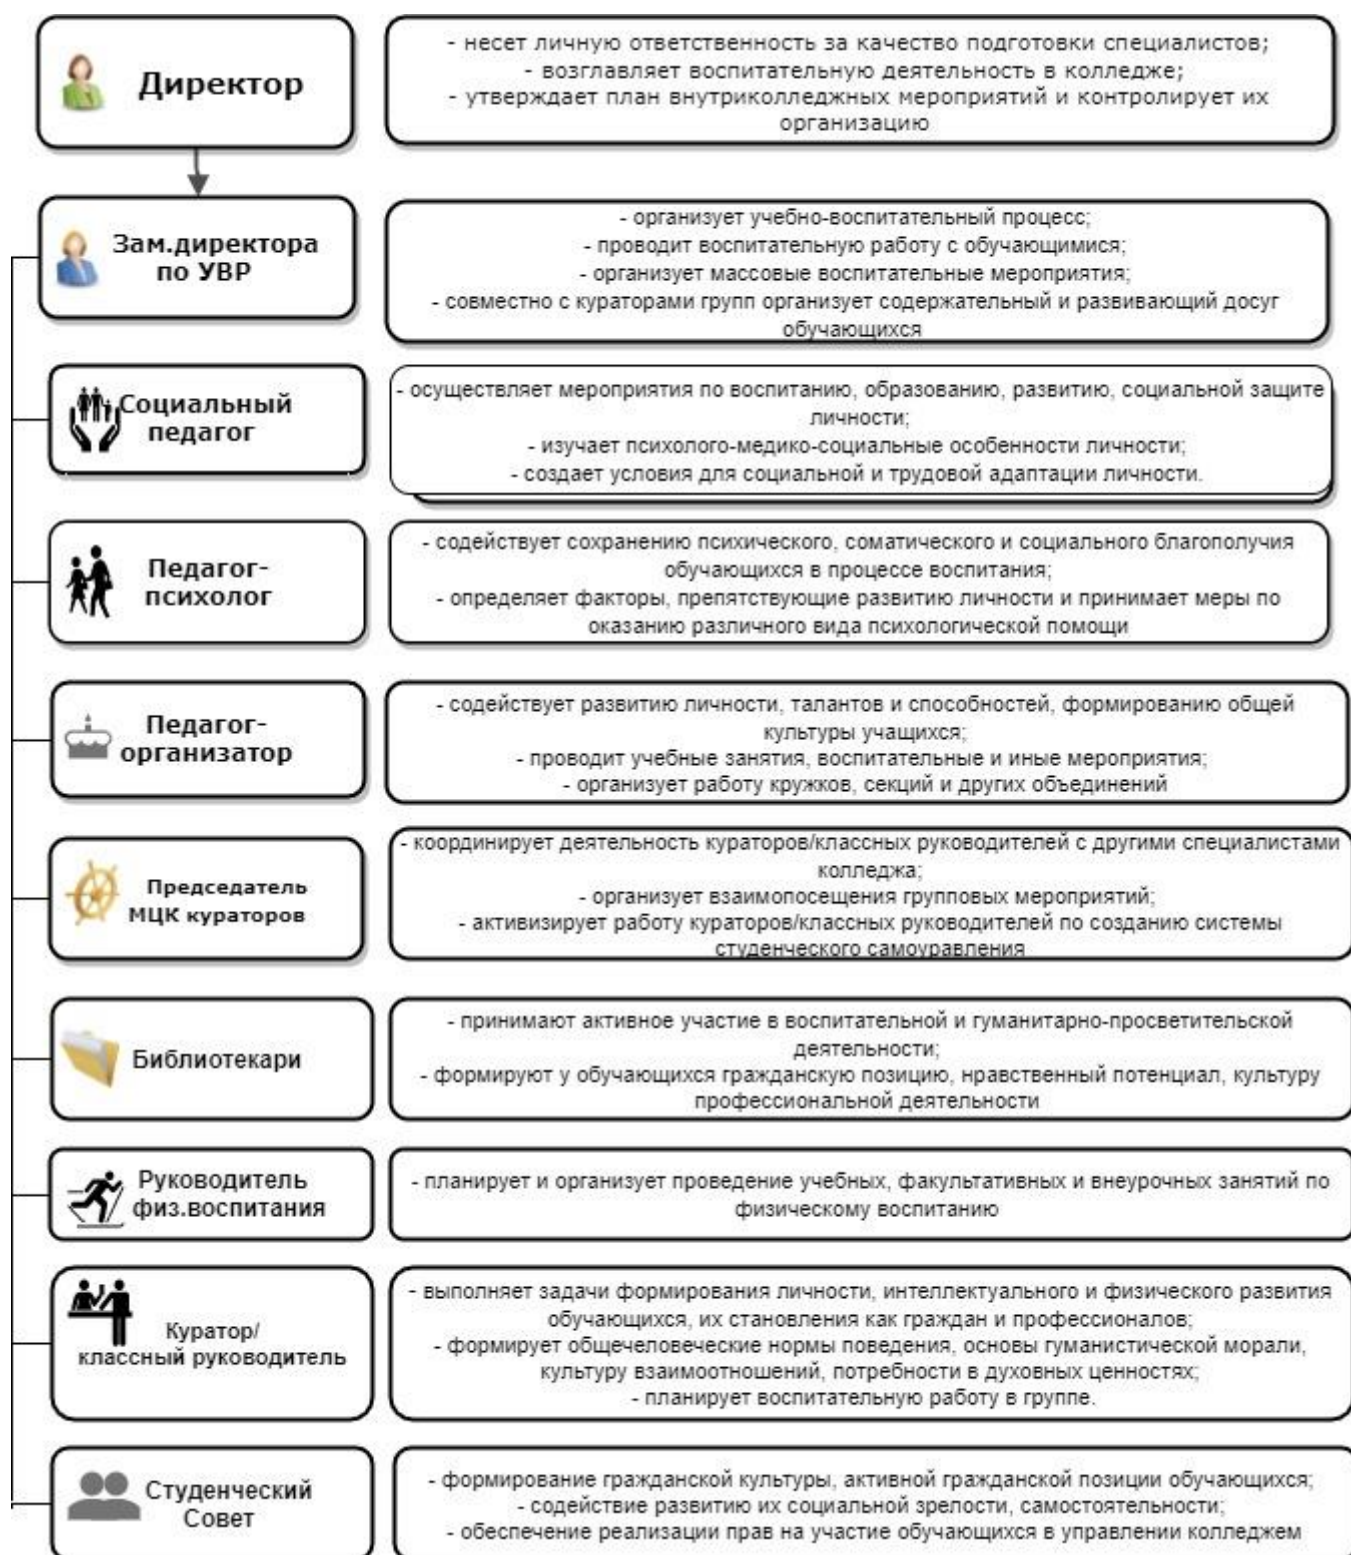 Директор
- несет личную ответственность за качество подготовки специалистов;
- возглавляет воспитательную деятельность в колледже;
- утверждает план внутриколледжных мероприятий и контролирует их
организацию
Зам.директора
по УВР
- организует учебно-воспитательный процесс;
- проводит воспитательную работу с обучающимися;
- организует массовые воспитательные мероприятия;
- совместно с кураторами групп организует содержательный и развивающий досуг
обучающихся
Социальный
педагог
- осуществляет мероприятия по воспитанию, образованию, развитию, социальной защите
личности;
- изучает психолого-медико-социальные особенности личности;
- создает условия для социальной и трудовой адаптации личности.
Педагог-
психолог
- содействует сохранению психического, соматического и социального благополучия
обучающихся в процессе воспитания;
- определяет факторы, препятствующие развитию личности и принимает меры по
оказанию различного вида психологической помощи
Педагог-
организатор
- содействует развитию личности, талантов и способностей, формированию общей
культуры учащихся;
- проводит учебные занятия, воспитательные и иные мероприятия;
- организует работу кружков, секций и других объединений
Председатель
МЦК кураторов
- координирует деятельность кураторов/классных руководителей с другими специалистами
колледжа;
- организует взаимопосещения групповых мероприятий;
- активизирует работу кураторов/классных руководителей по созданию системы
студенческого самоуравления
Библиотекари
- принимают активное участие в воспитательной и гуманитарно-просветительской
деятельности;
- формируют у обучающихся гражданскую позицию, нравственный потенциал, культуру
профессиональной деятельности
Руководитель
физ.воспитания
- планирует и организует проведение учебных, факультативных и внеурочных занятий по
физическому воспитанию
Куратор/
классный руководитель
- выполняет задачи формирования личности, интеллектуального и физического развития
обучающихся, их становления как граждан и профессионалов;
- формирует общечеловеческие нормы поведения, основы гуманистической морали,
культуру взаимоотношений, потребности в духовных ценностях;
- планирует воспитательную работу в группе.
Студенческий
Совет
- формирование гражданской культуры, активной гражданской позиции обучающихся;
- содействие развитию их социальной зрелости, самостоятельности;
- обеспечение реализации прав на участие обучающихся в управлении колледжем